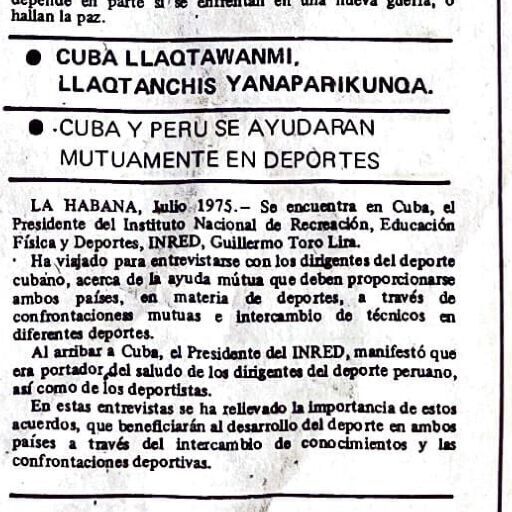 depende en parte si se enfrentan en una nueva guerra, o
hallan la paz.
● CUBA LLAQTAWANMI,
LLAQTANCHIS YANAPARIKUNQA.
● CUBA Y PERU SE AYUDARAN
MUTUAMENTE EN DEPORTES
LA HABANA, Julio 1975.— Se encuentra en Cuba, el
Presidente del Instituto Nacional de Recreación, Educación
Física y Deportes, INRED, Guillermo Toro Lira.
Ha viajado para entrevistarse con los dirigentes del deporte
cubano, acerca de la ayuda mútua que deben proporcionarse
ambos países, en materia de deportes, a través de
confrontaciones mutuas e intercambio de técnicos en
diferentes deportes.
Al arribar a Cuba, el Presidente del INRED, manifestó que
era portador del saludo de los dirigentes del deporte peruano,
así como de los deportistas.
En estas entrevistas se ha rellevado la importancia de estos
acuerdos, que beneficiarán al desarrollo del deporte en ambos
países a través del intercambio de conocimientos y las
confrontaciones deportivas.